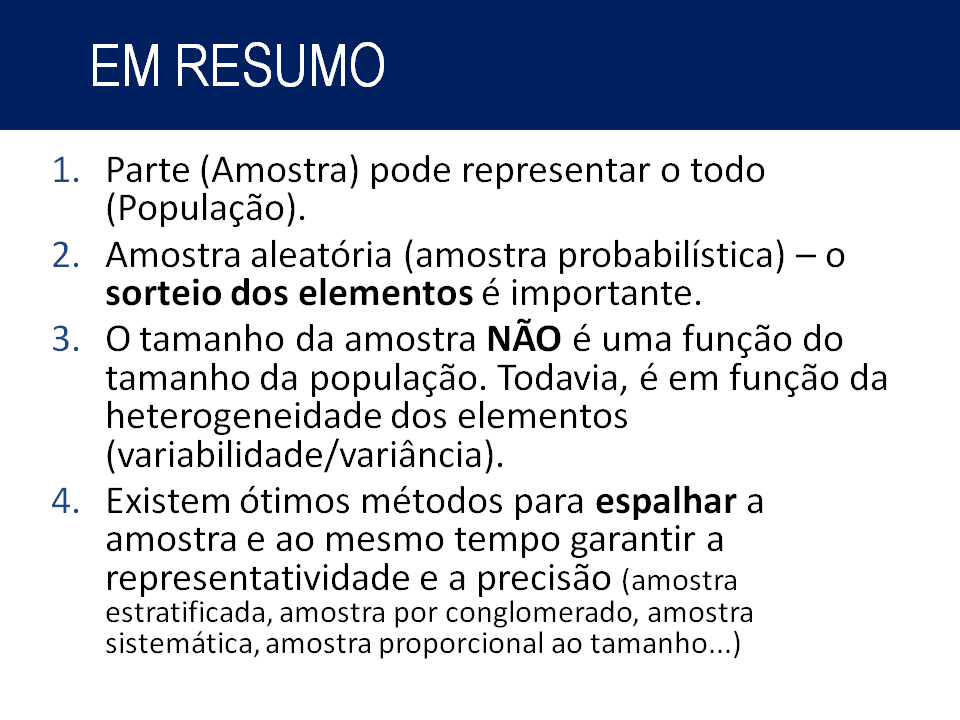 EM RESUMO
1. Parte (Amostra) pode representar o todo
(População).
2. Amostra aleatória (amostra probabilística) – o
sorteio dos elementos é importante.
3. O tamanho da amostra NÃO é uma função do
tamanho da população. Todavia, é em função da
heterogeneidade dos elementos
(variabilidade/variância).
4. Existem ótimos métodos para espalhar a
amostra e ao mesmo tempo garantir a
representatividade e a precisão (amostra
estratificada, amostra por conglomerado, amostra
sistemática, amostra proporcional ao tamanho...)